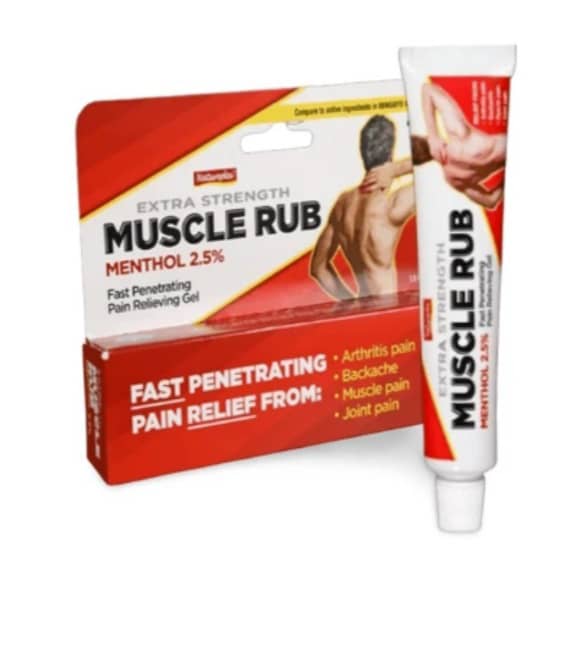 Compare to active ingredients in BENGAY®
Natureplex
EXTRA STRENGTH
MUSCLE RUB
MENTHOL 2.5%
Fast Penetrating
Pain Relieving Gel
FAST PENETRATING
PAIN RELIEF FROM:
• Arthritis pain
• Backache
• Muscle pain
• Joint pain
EXTRA STRENGTH
MUSCLE RUB
MENTHOL 2.5%
Fast Penetrating
Pain Relieving Gel